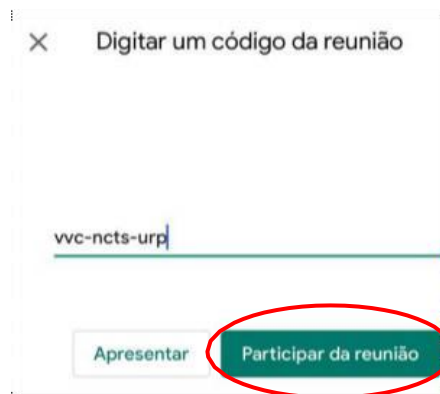 Digitar um código da reunião
vvc-ncts-urp
Apresentar
Participar da reunião